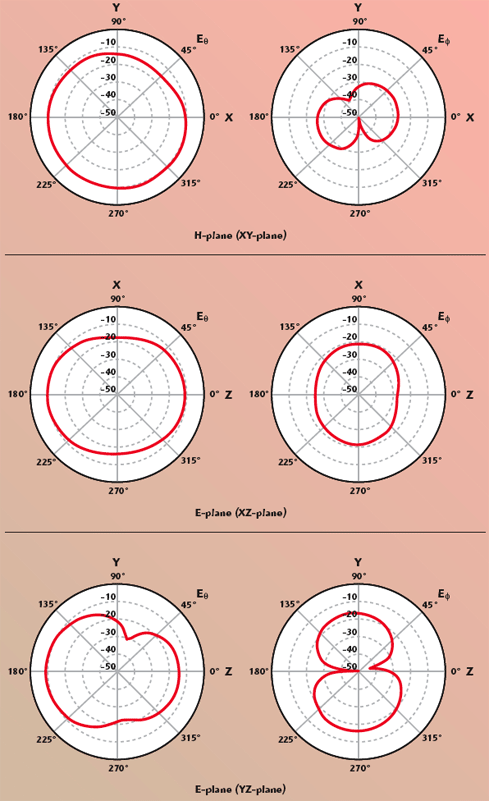 Y Y
90° Eθ 90° Eϕ
135° -10 45° 135° -10 45°
-20 -20
-30 -30
-40 -40
180° -50 0° X 180° -50 0° X
225° 315° 225° 315°
270° 270°
H-plane (XY-plane)
X X
90° Eθ 90° Eϕ
135° -10 45° 135° -10 45°
-20 -20
-30 -30
-40 -40
180° -50 0° Z 180° -50 0° Z
225° 315° 225° 315°
270° 270°
E-plane (XZ-plane)
Y Y
90° Eθ 90° Eϕ
135° -10 45° 135° -10 45°
-20 -20
-30 -30
-40 -40
180° -50 0° Z 180° -50 0° Z
225° 315° 225° 315°
270° 270°
E-plane (YZ-plane)